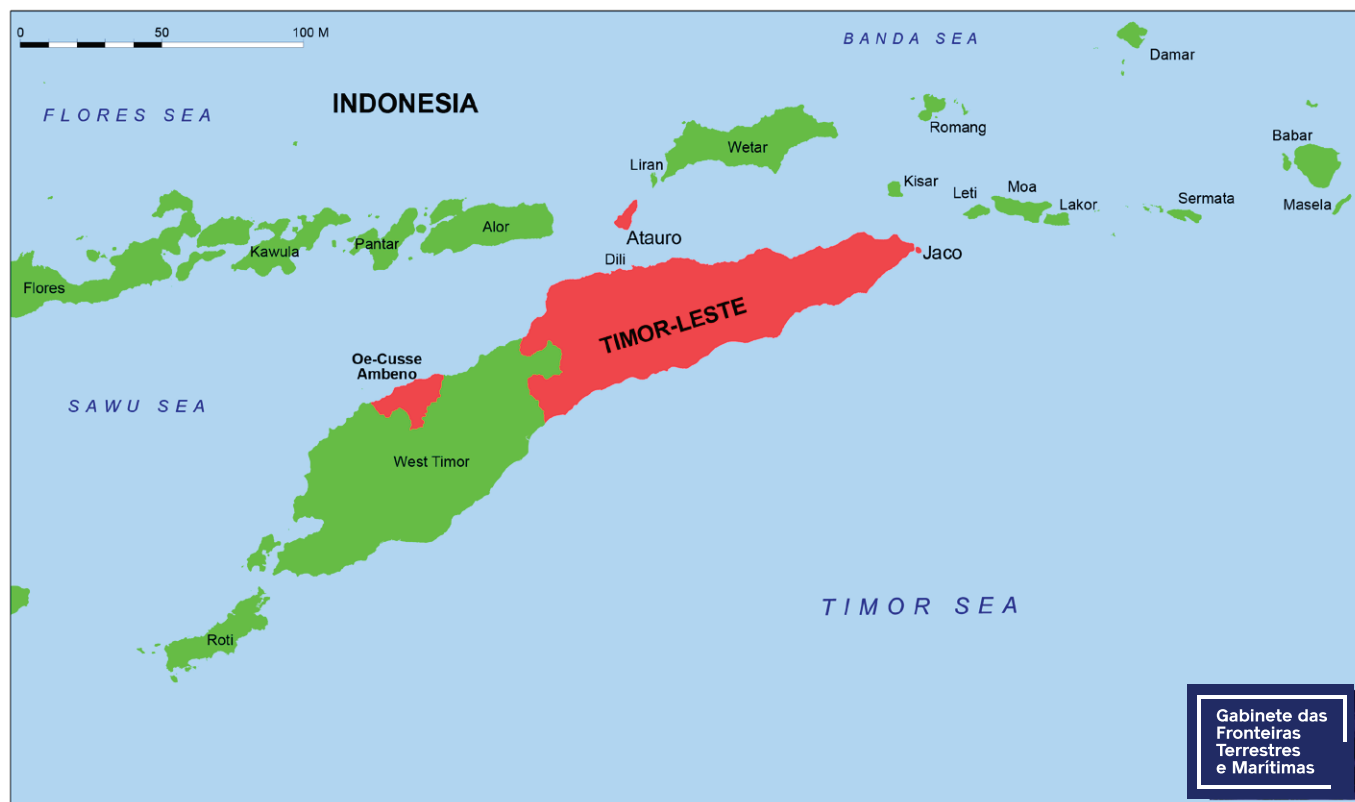 0 50 100 M
BANDA SEA
Damar
FLORES SEA
INDONESIA
Romang
Wetar
Babar
Liran
Kisar
Leti
Moa
Lakor
Sermata
Masela
Alor
Pantar
Kawula
Atauro
Dili
Jaco
Flores
TIMOR-LESTE
Oe-Cusse
Ambeno
SAWU SEA
West Timor
TIMOR SEA
Roti
Gabinete das
Fronteiras
Terrestres
e Marítimas